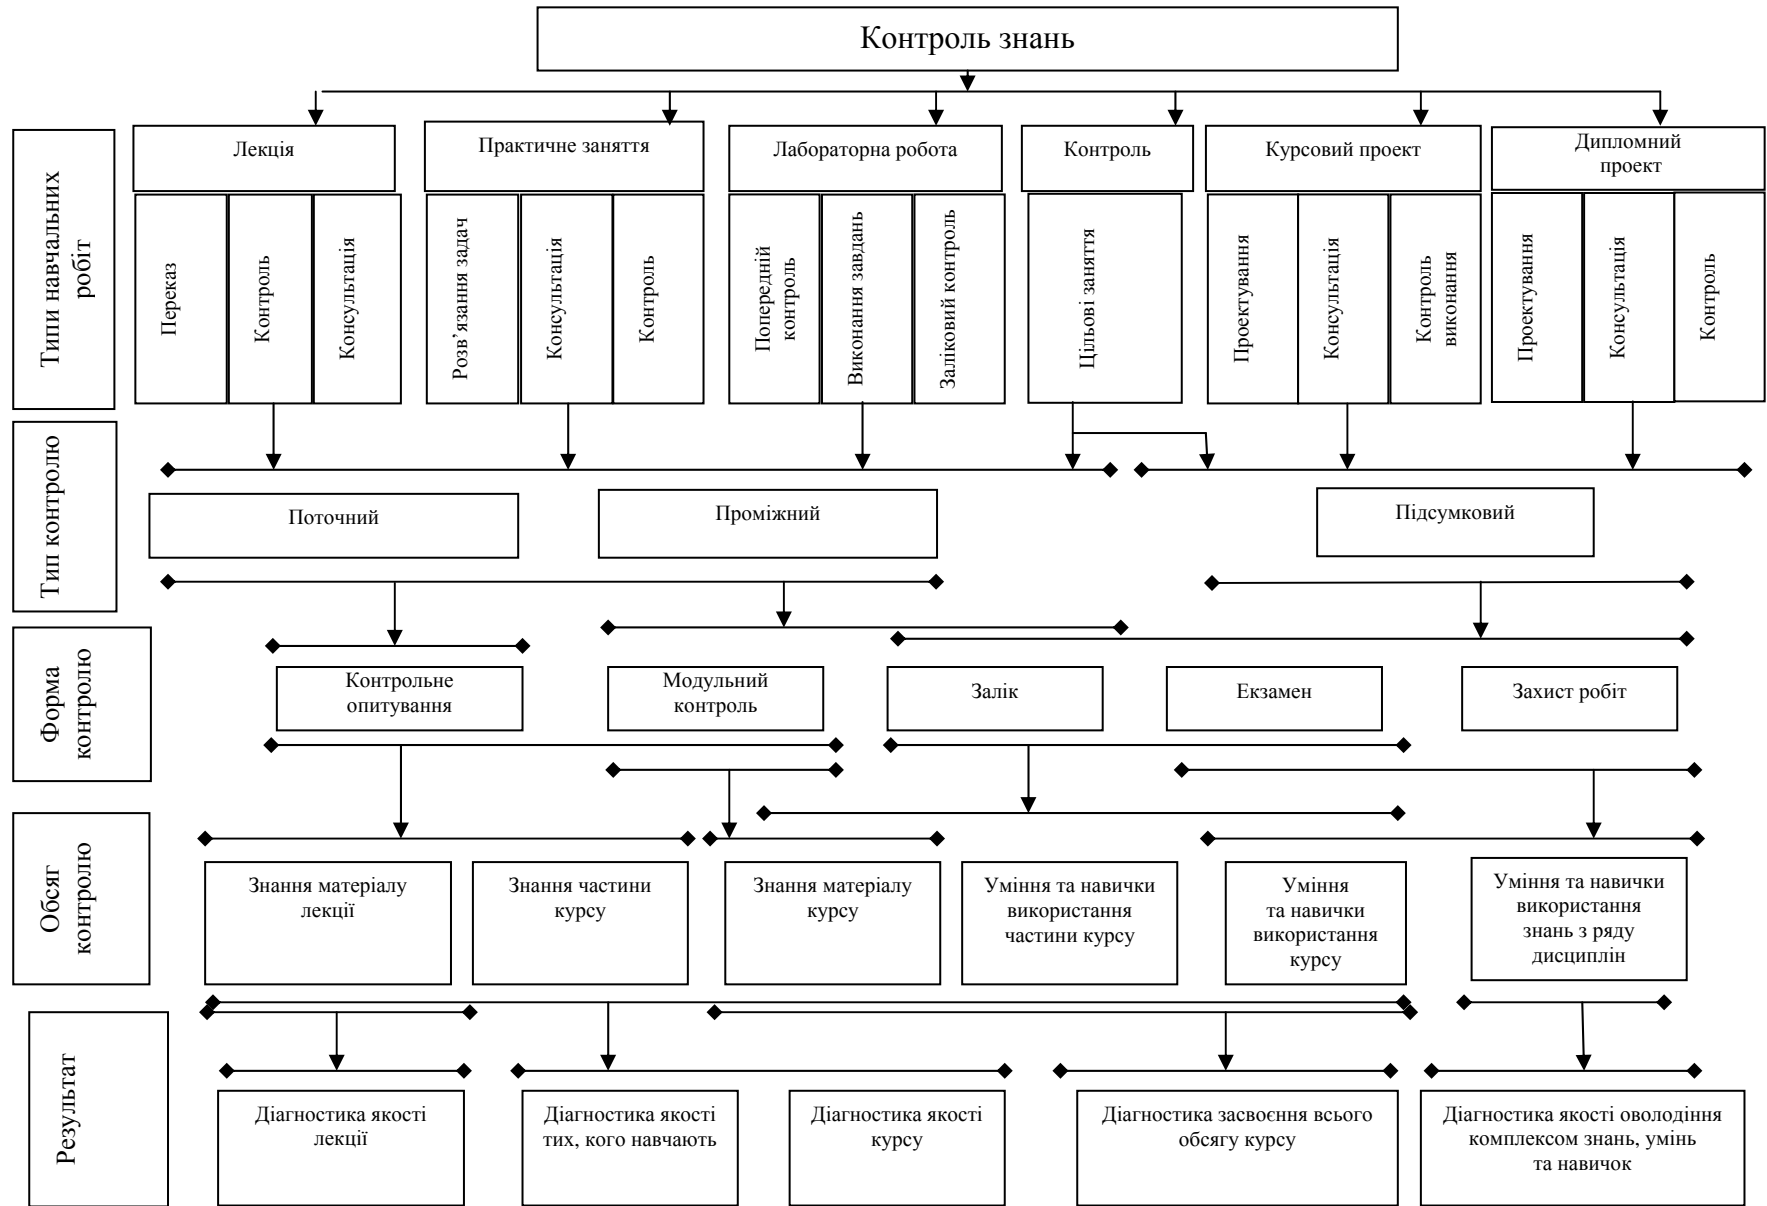 Контроль знань
Типи навчальних
робіт
Лекція
Практичне заняття
Лабораторна робота
Контроль
Курсовий проект
Дипломний
проект
Переказ
Контроль
Консультація
Розв’язання задач
Консультація
Контроль
Попередній
контроль
Виконання завдань
Заліковий контроль
Цільові заняття
Проектування
Консультація
Контроль
виконання
Проектування
Консультація
Контроль
Тип контролю
Поточний
Проміжний
Підсумковий
Форма
контролю
Контрольне
опитування
Модульний
контроль
Залік
Екзамен
Захист робіт
Обсяг
контролю
Знання матеріалу
лекції
Знання частини
курсу
Знання матеріалу
курсу
Уміння та навички
використання
частини курсу
Уміння
та навички
використання
курсу
Уміння та навички
використання
знань з ряду
дисциплін
Результат
Діагностика якості
лекції
Діагностика якості
тих, кого навчають
Діагностика якості
курсу
Діагностика засвоєння всього
обсягу курсу
Діагностика якості оволодіння
комплексом знань, умінь
та навичок